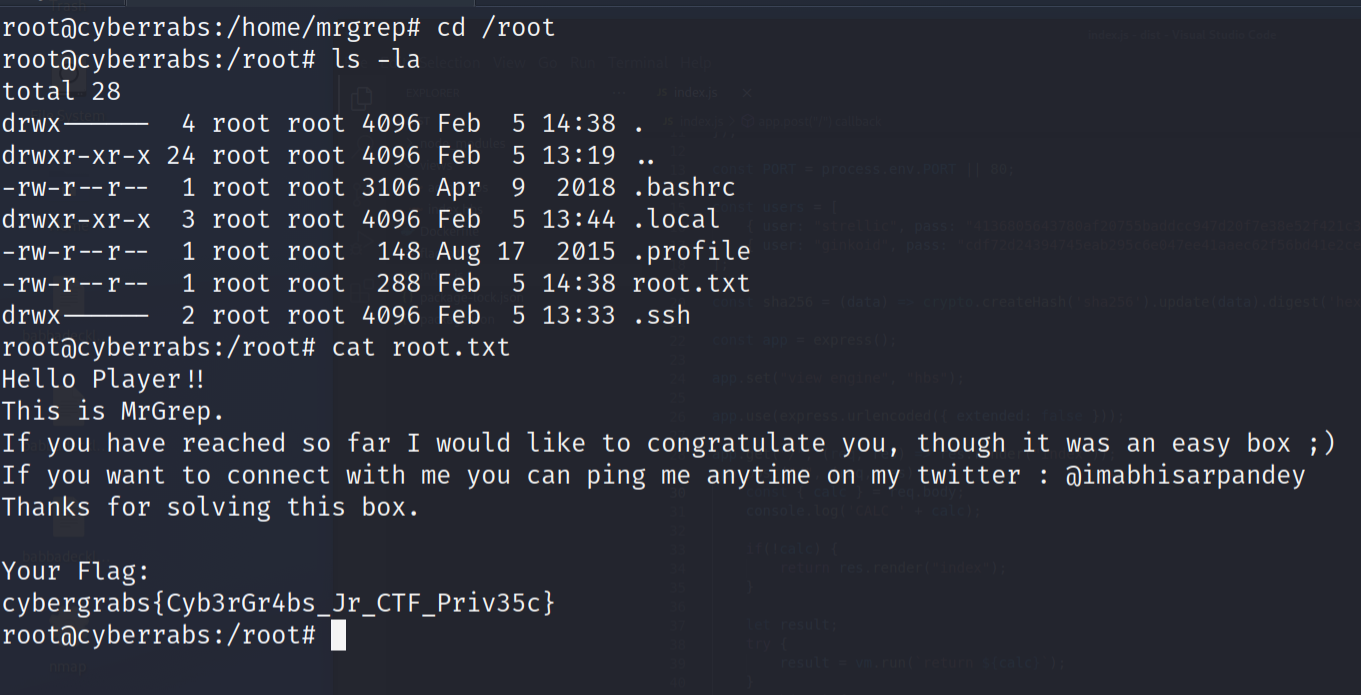 root@cyberrabs:/home/mrgrep# cd /root
root@cyberrabs:/root# ls -la
total 28
drwx------  4 root root 4096 Feb  5 14:38 .
drwxr-xr-x 24 root root 4096 Feb  5 13:19 ..
-rw-r--r--  1 root root 3106 Apr  9  2018 .bashrc
drwxr-xr-x  3 root root 4096 Feb  5 13:44 .local
-rw-r--r--  1 root root  148 Aug 17  2015 .profile
-rw-r--r--  1 root root  288 Feb  5 14:38 root.txt
drwx------  2 root root 4096 Feb  5 13:33 .ssh
root@cyberrabs:/root# cat root.txt
Hello Player!!
This is MrGrep.
If you have reached so far I would like to congratulate you, though it was an easy box ;)
If you want to connect with me you can ping me anytime on my twitter : @imabhisarpandey
Thanks for solving this box.

Your Flag:
cybergrabs{Cyb3rGr4bs_Jr_CTF_Priv35c}
root@cyberrabs:/root#